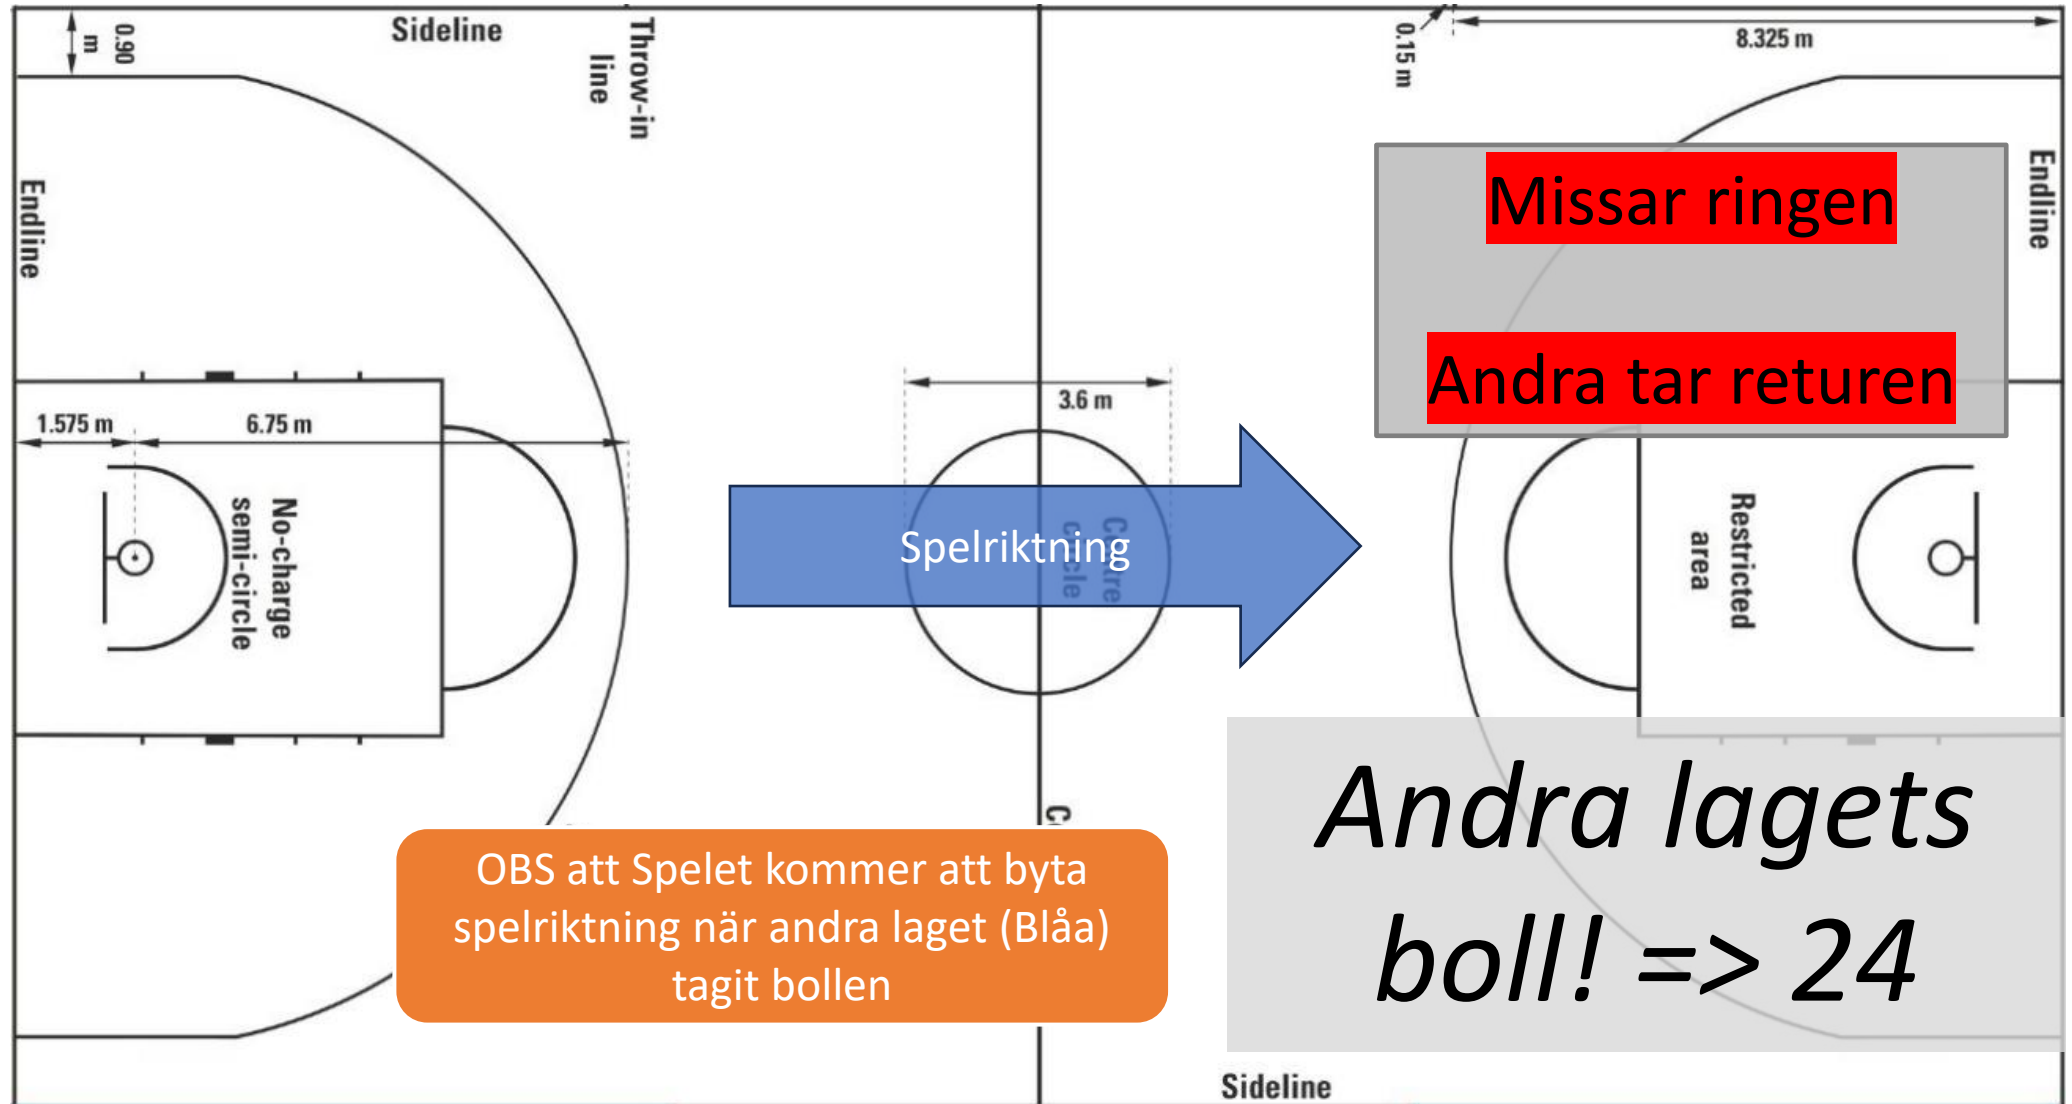 Sideline
0.90
m
Throw-in
line
0.15 m
8.325 m
Endline
Missar ringen
Andra tar returen
Endline
3.6 m
1.575 m
6.75 m
No-charge
semi-circle
Spelriktning
Centre
circle
Restricted
area
Andra lagets
boll! => 24
OBS att Spelet kommer att byta
spelriktning när andra laget (Blåa)
tagit bollen
Sideline